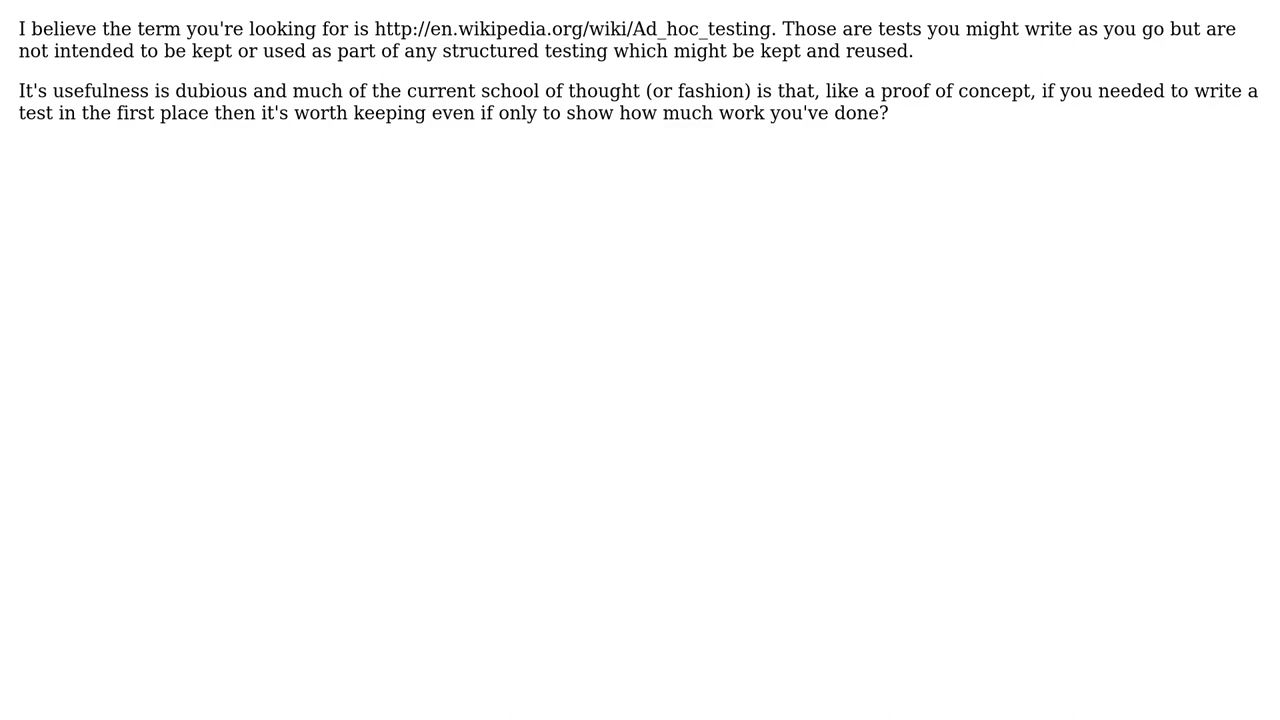 I believe the term you're looking for is http://en.wikipedia.org/wiki/Ad_hoc_testing. Those are tests you might write as you go but are
not intended to be kept or used as part of any structured testing which might be kept and reused.
It's usefulness is dubious and much of the current school of thought (or fashion) is that, like a proof of concept, if you needed to write a
test in the first place then it's worth keeping even if only to show how much work you've done?